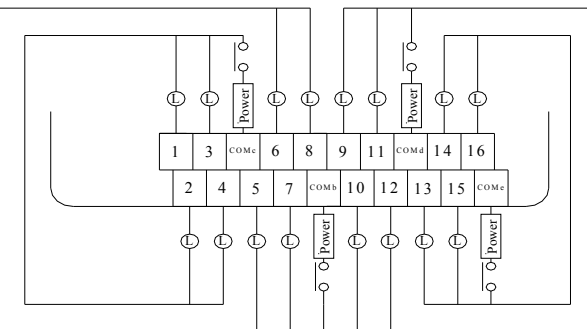 L L L L L L L L
Power Power
1 3 COMc 6 8 9 11 COMd 14 16
2 4 5 7 COMb 10 12 13 15 COMe
L L L L L L L L
Power Power